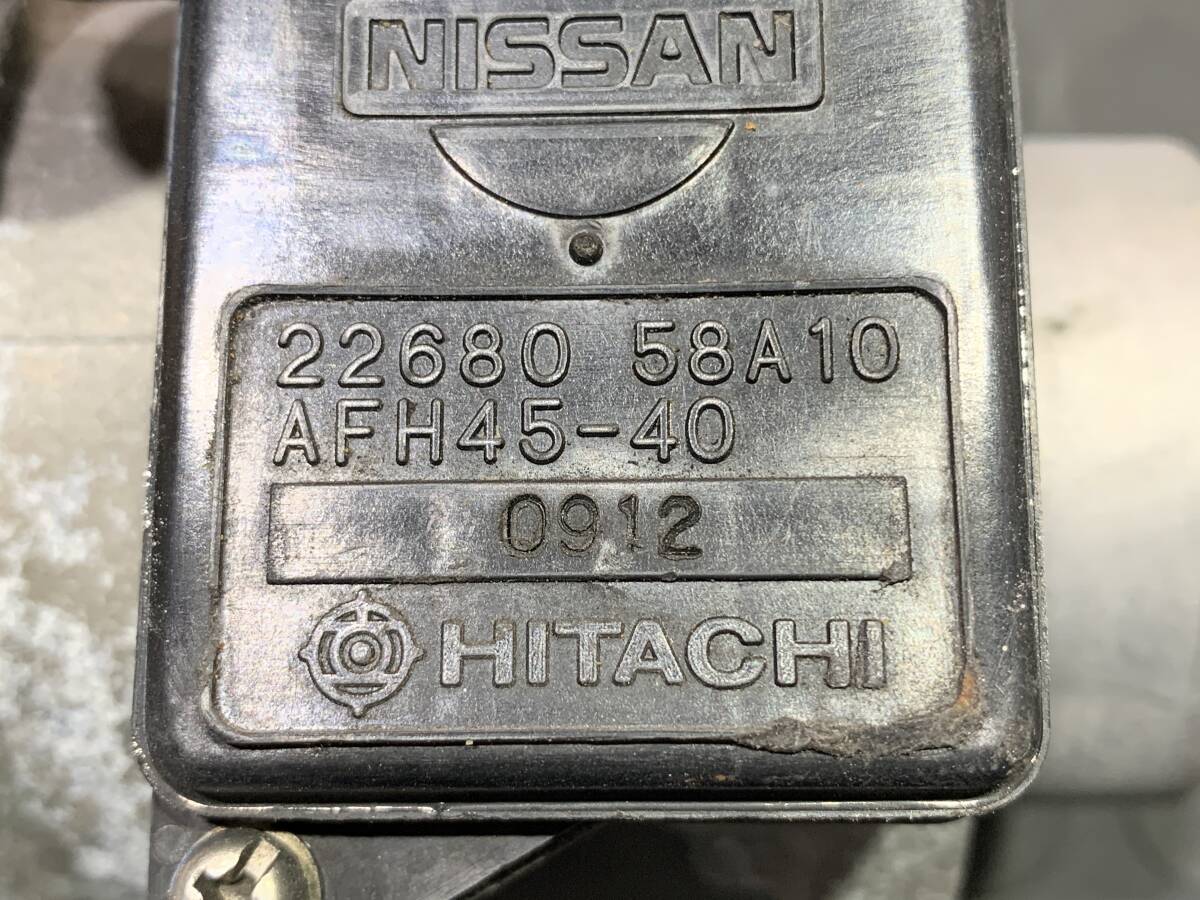 NISSAN
22680 58A10
AFH45-40
0912
HITACHI